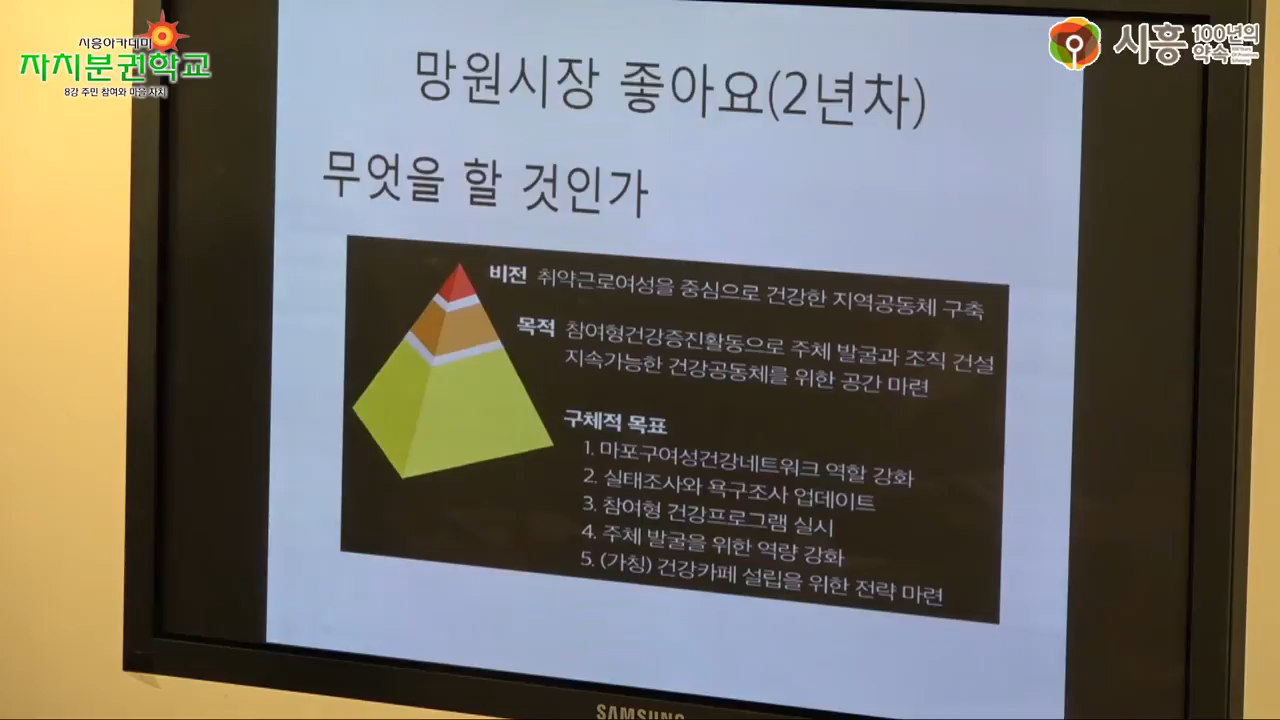 시흥아카데미
자치분권학교
8강 주민 참여와 마을 자치
시흥 100년의 약속
망원시장 좋아요(2년차)
무엇을 할 것인가
비전 취약근로여성을 중심으로 건강한 지역공동체 구축
목적 참여형건강증진활동으로 주체 발굴과 조직 건설
지속가능한 건강공동체를 위한 공간 마련
구체적 목표
1. 마포구여성건강네트워크 역할 강화
2. 실태조사와 욕구조사 업데이트
3. 참여형 건강프로그램 실시
4. 주체 발굴을 위한 역량 강화
5. (가칭) 건강카페 설립을 위한 전략 마련
SAMSUNG